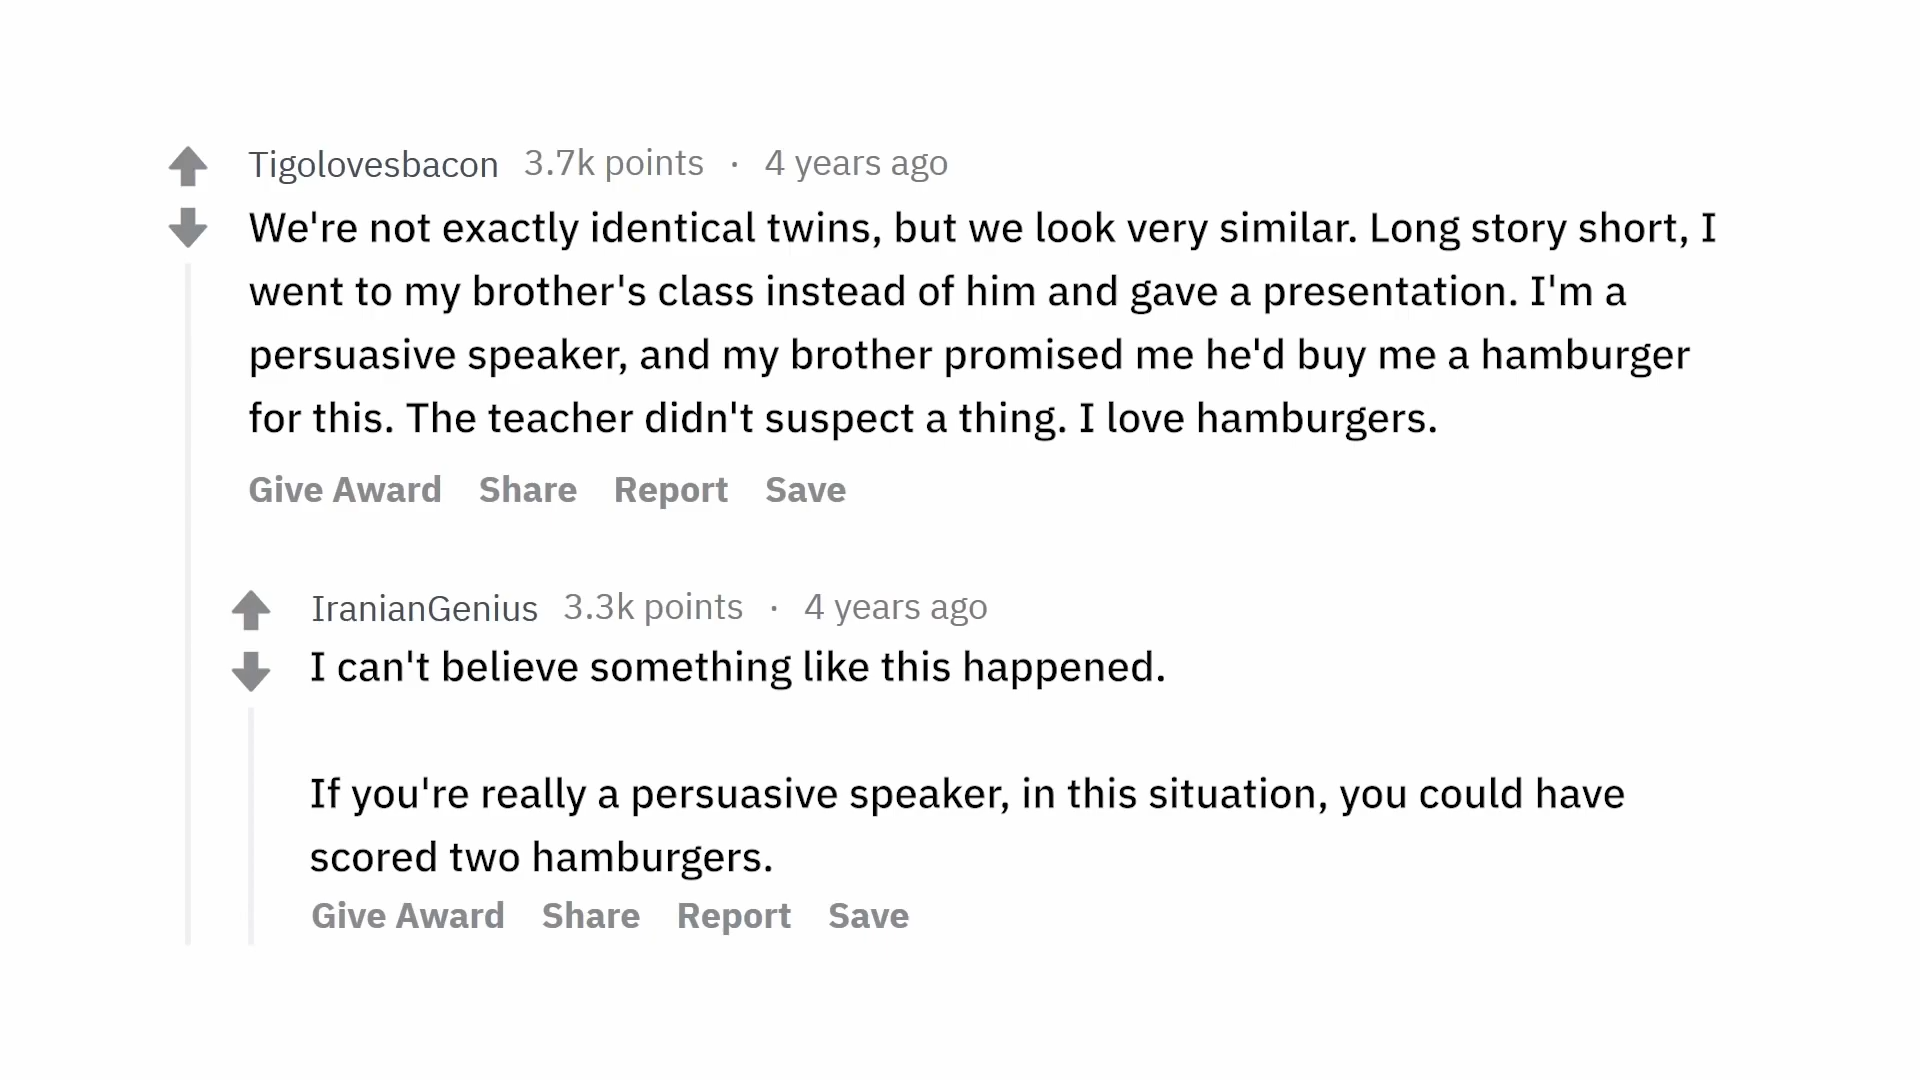 Tigolovesbacon 3.7k points · 4 years ago
We're not exactly identical twins, but we look very similar. Long story short, I
went to my brother's class instead of him and gave a presentation. I'm a
persuasive speaker, and my brother promised me he'd buy me a hamburger
for this. The teacher didn't suspect a thing. I love hamburgers.
Give Award Share Report Save
IranianGenius 3.3k points · 4 years ago
I can't believe something like this happened.
If you're really a persuasive speaker, in this situation, you could have
scored two hamburgers.
Give Award Share Report Save